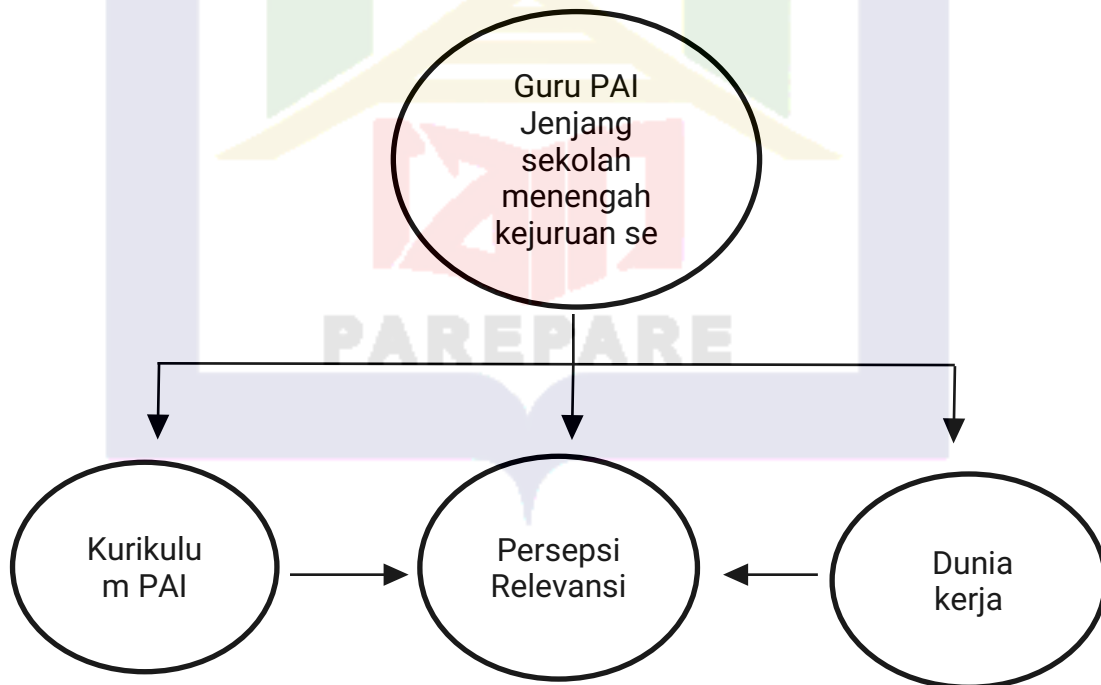 Guru PAI
Jenjang
sekolah
menengah
kejuruan se
PAREPARE
Kurikulu
m PAI
Persepsi
Relevansi
Dunia
kerja